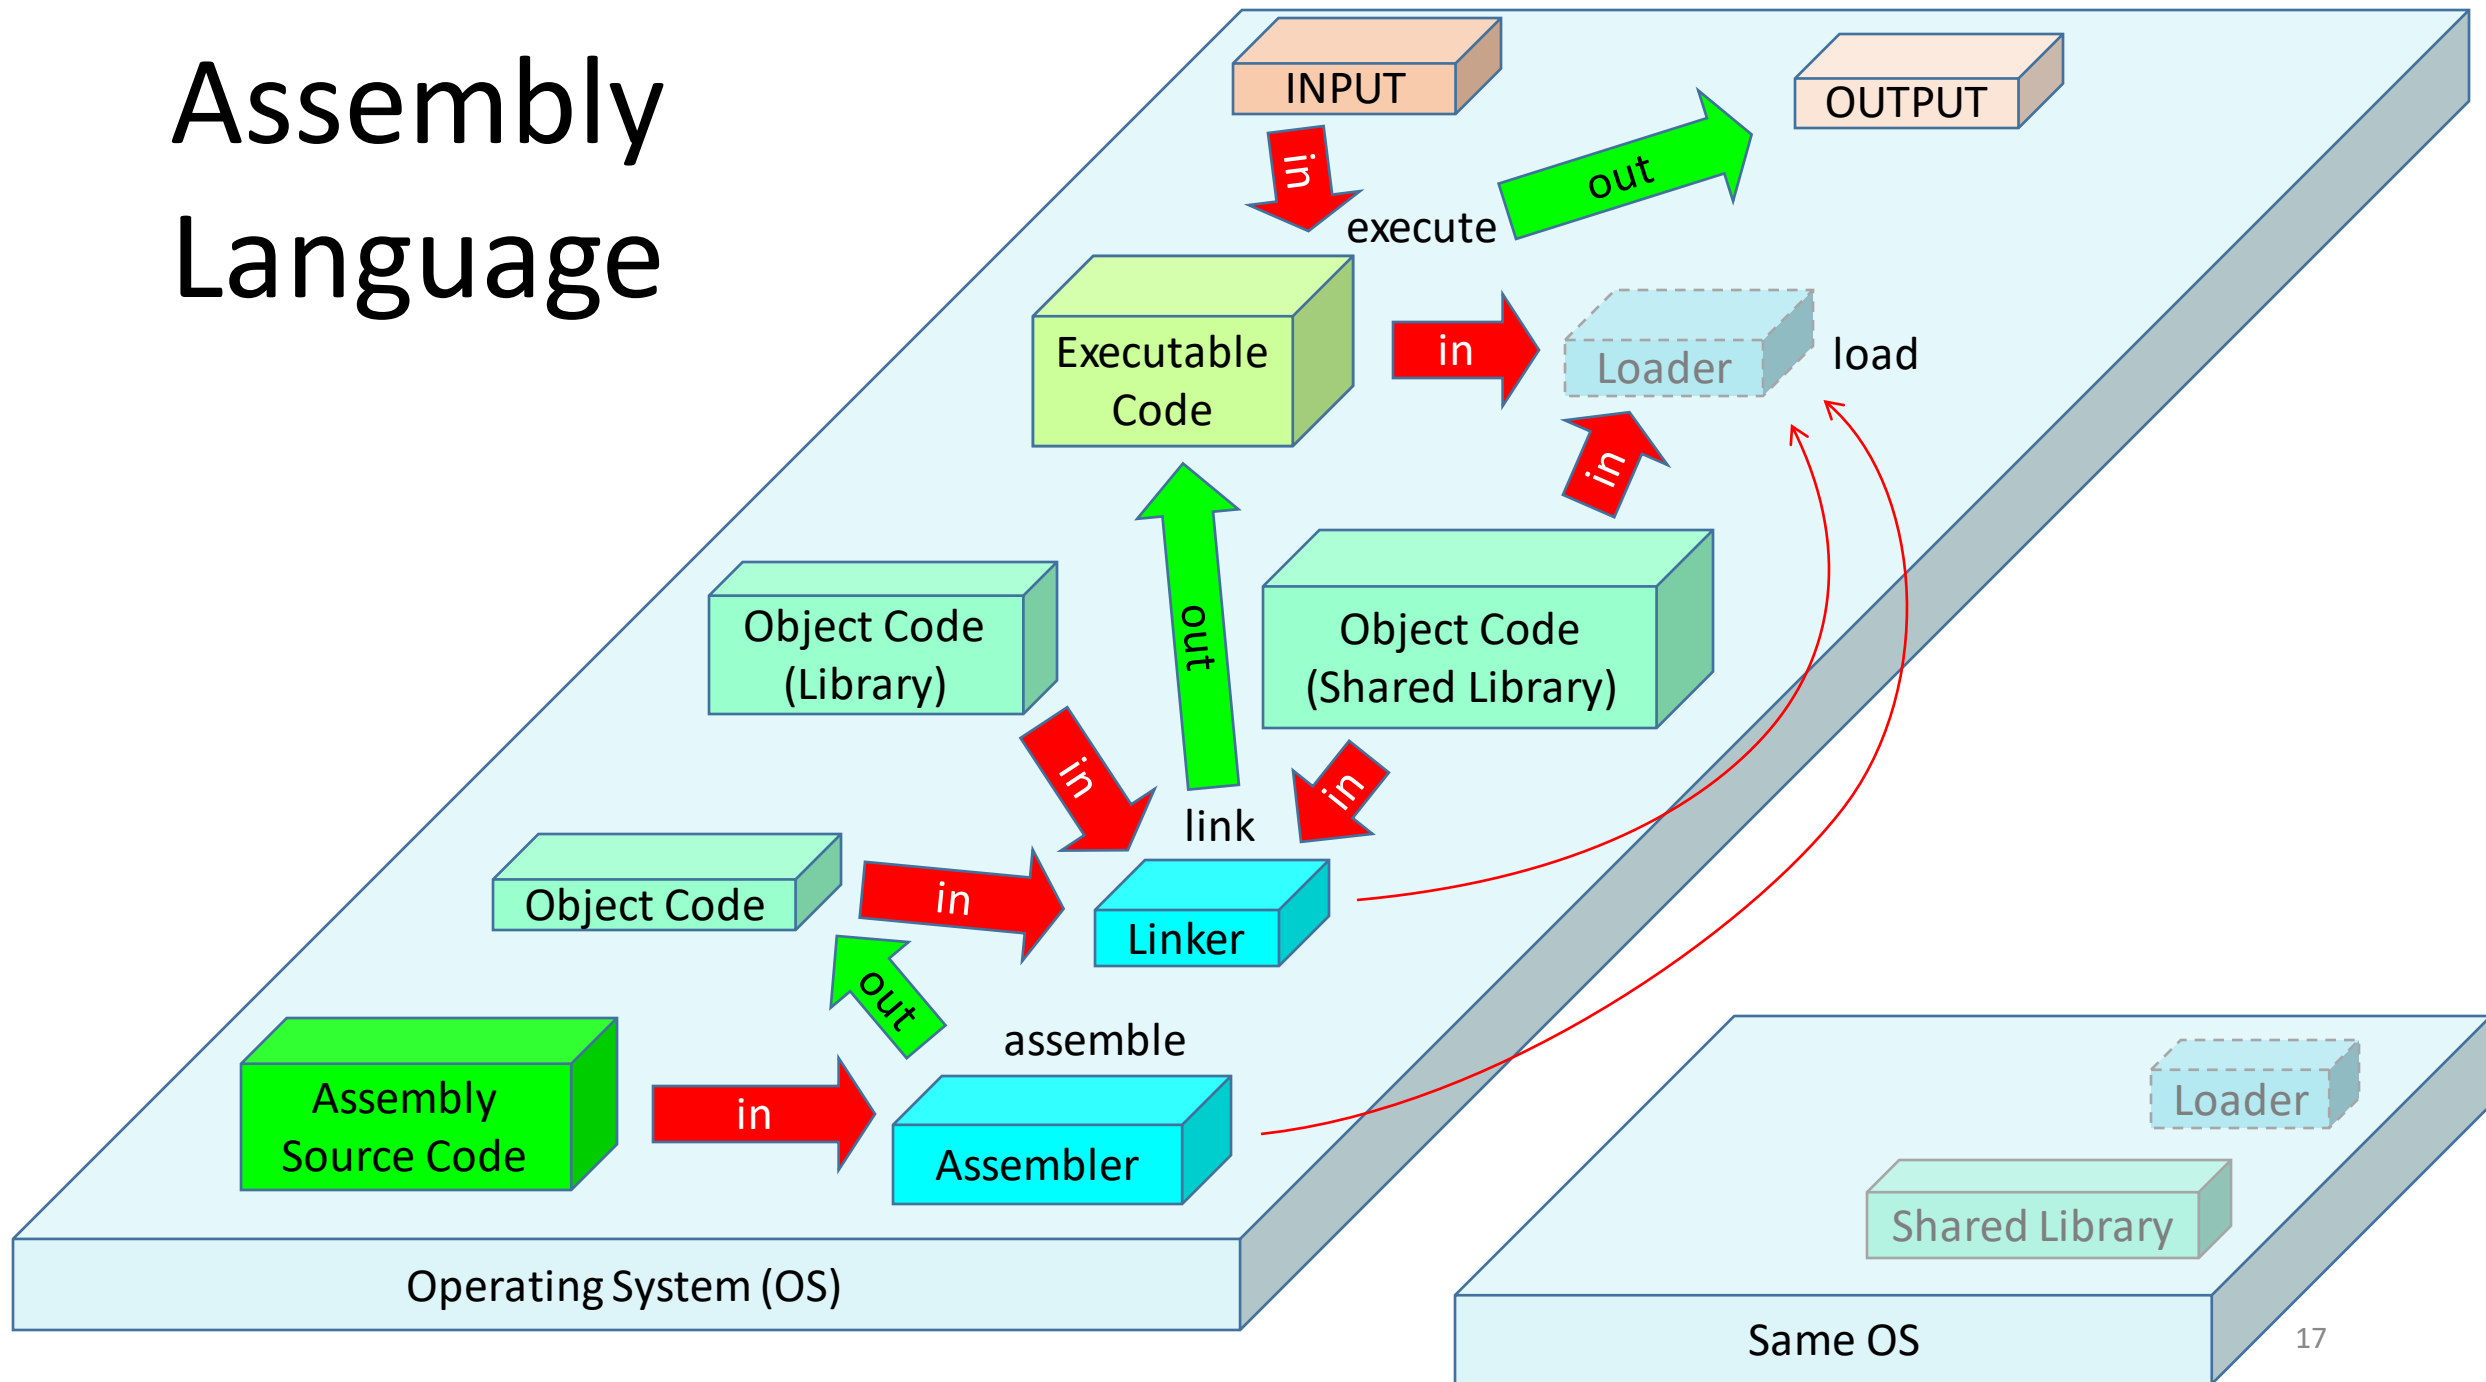 Assembly
Language
INPUT
OUTPUT
in
out
execute
Executable
Code
in
Loader
load
in
out
Object Code
(Library)
Object Code
(Shared Library)
in
in
link
Object Code
in
Linker
out
assemble
Assembly
Source Code
in
Assembler
Operating System (OS)
Loader
Shared Library
Same OS
17